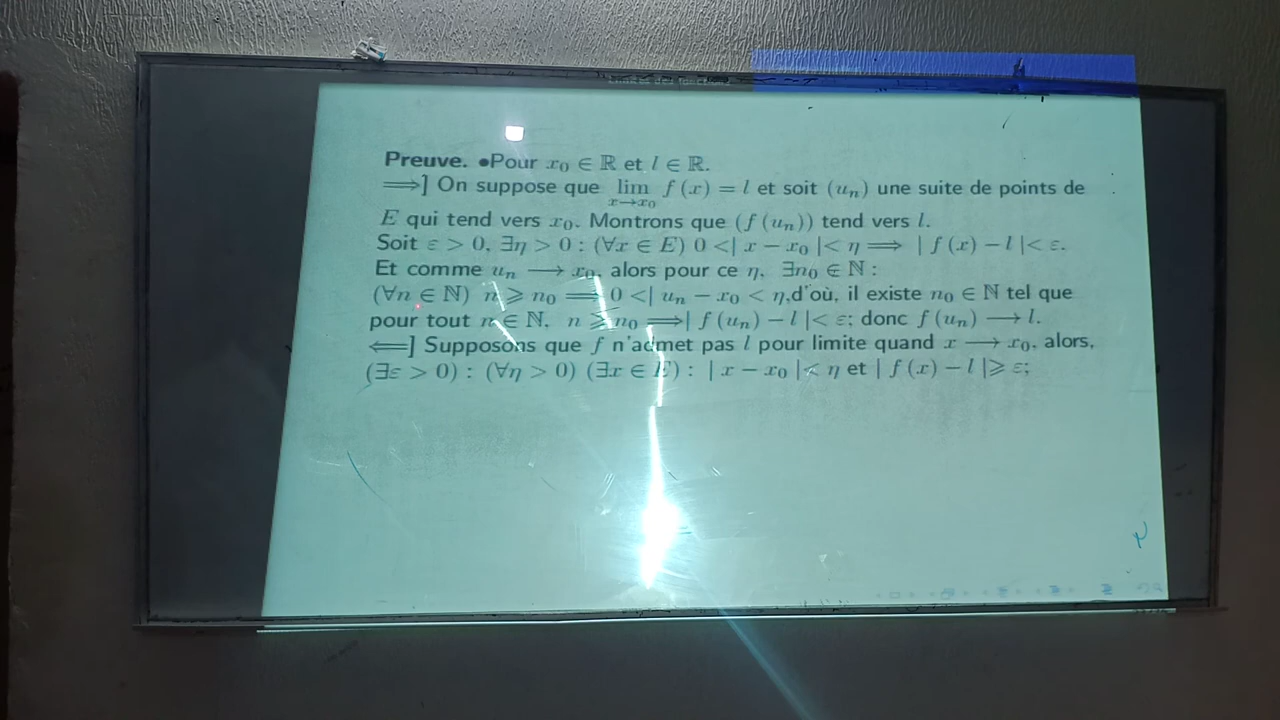 Preuve. •Pour x₀ ∈ ℝ et l ∈ ℝ.
⟹] On suppose que lim f(x) = l et soit (uₙ) une suite de points de
x→x₀
E qui tend vers x₀. Montrons que (f(uₙ)) tend vers l.
Soit ε > 0, ∃η > 0 : (∀x ∈ E) 0 <| x − x₀ |< η ⟹ | f(x) − l |< ε.
Et comme uₙ ⟶ x₀, alors pour ce η, ∃n₀ ∈ ℕ :
(∀n ∈ ℕ) n ⩾ n₀ ⟹ 0 <| uₙ − x₀ < η,d'où, il existe n₀ ∈ ℕ tel que
pour tout n ∈ ℕ, n ⩾ n₀ ⟹| f(uₙ) − l |< ε; donc f(uₙ) ⟶ l.
⟸] Supposons que f n'admet pas l pour limite quand x ⟶ x₀, alors,
(∃ε > 0) : (∀η > 0) (∃x ∈ E) : | x − x₀ |< η et | f(x) − l |⩾ ε;